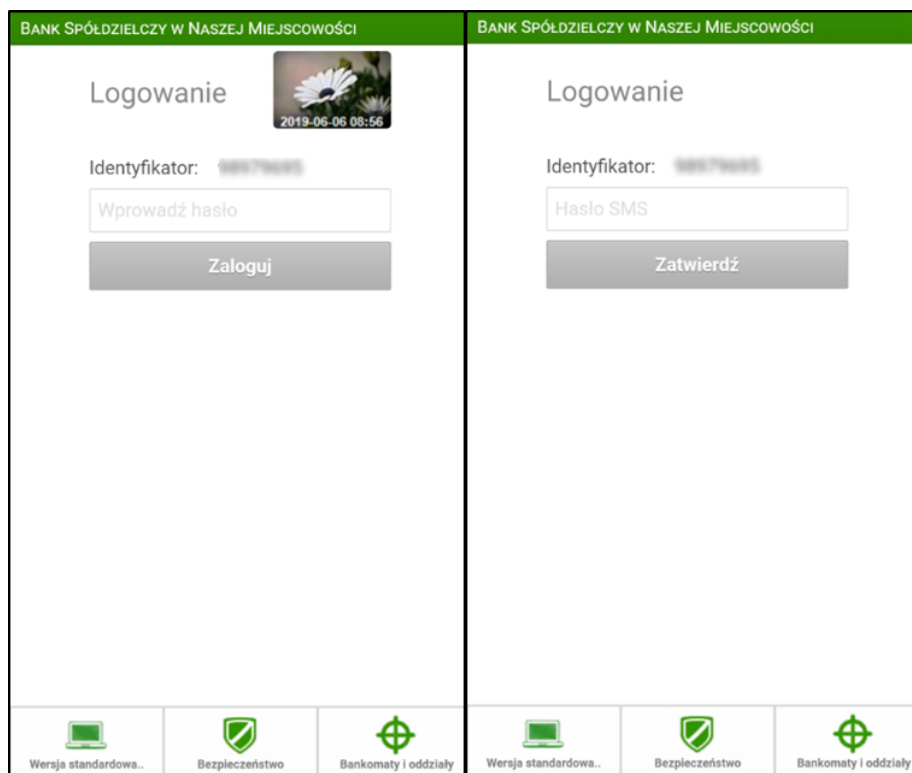 BANK SPÓŁDZIELCZY W NASZEJ MIEJSCOWOŚCI
Logowanie
2019-06-06 08:56
Identyfikator:
Wprowadź hasło
Zaloguj
Wersja standardowa..
Bezpieczeństwo
Bankomaty i oddziały
BANK SPÓŁDZIELCZY W NASZEJ MIEJSCOWOŚCI
Logowanie
Identyfikator:
Hasło SMS
Zatwierdź
Wersja standardowa..
Bezpieczeństwo
Bankomaty i oddziały